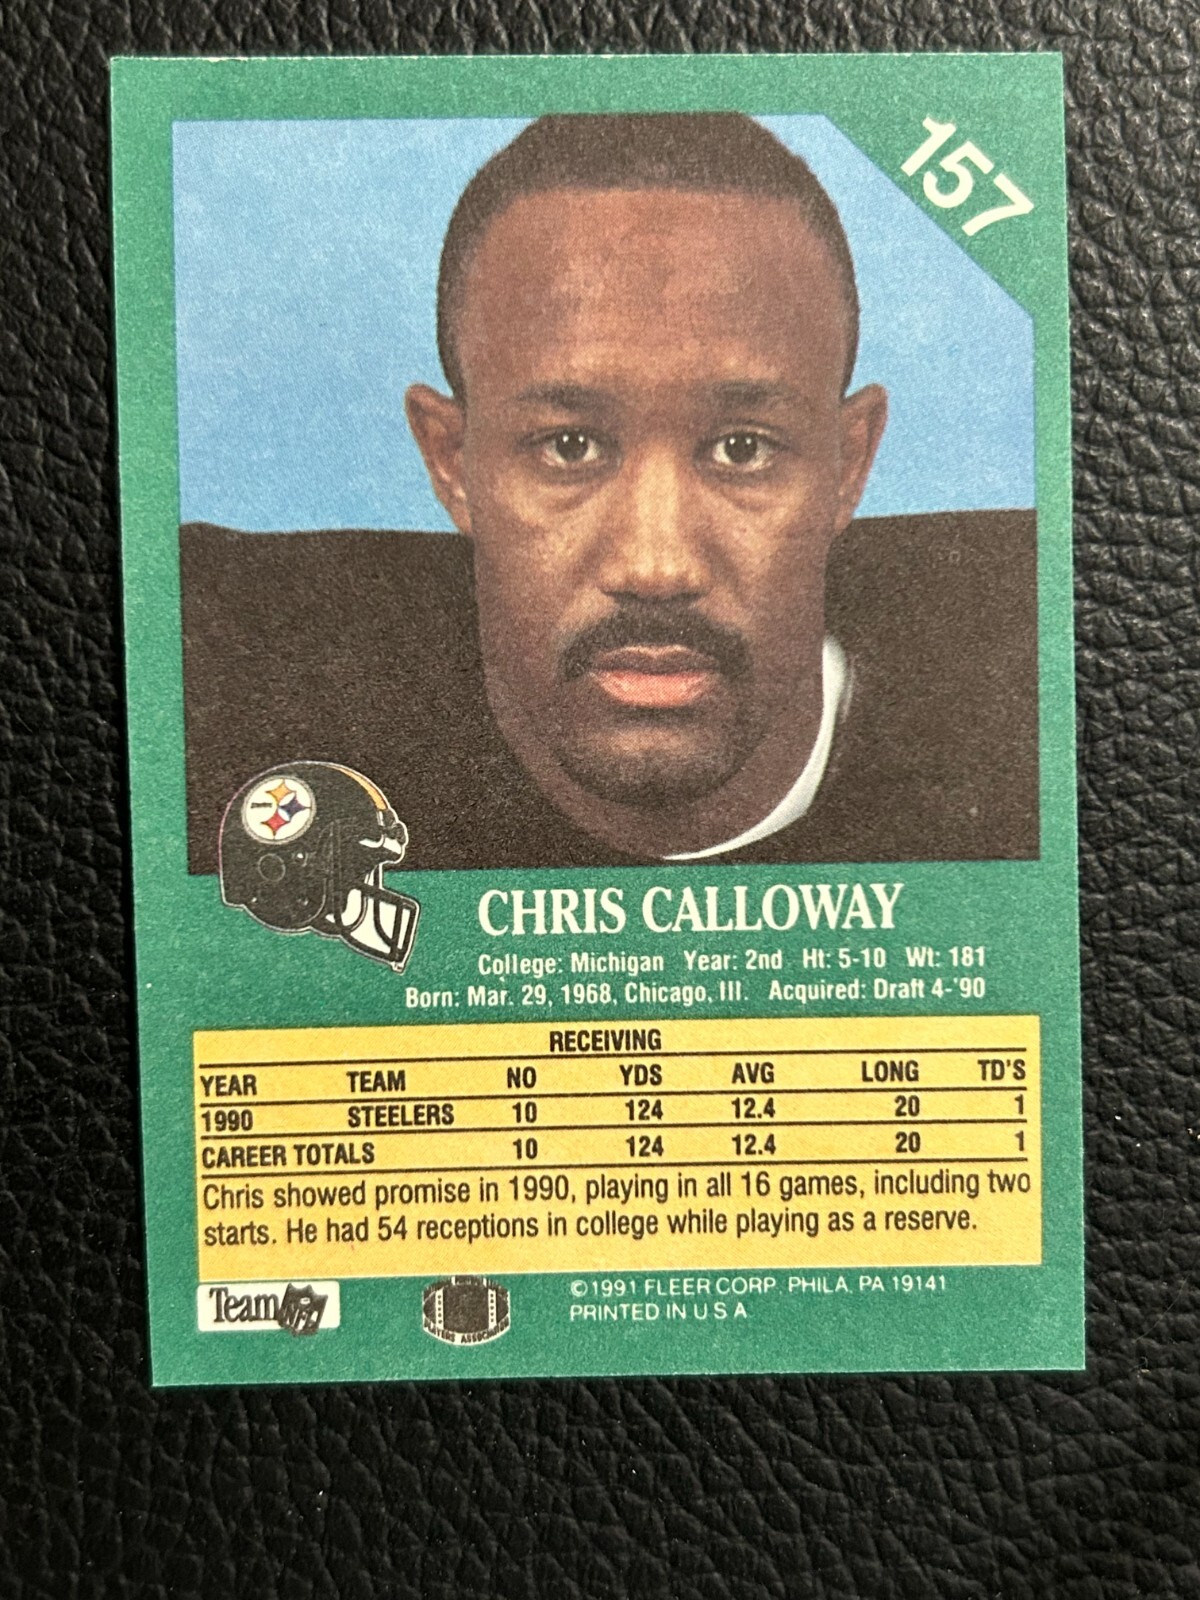 157
CHRIS CALLOWAY
College: Michigan Year: 2nd Ht: 5-10 Wt: 181
Born: Mar. 29, 1968, Chicago, Ill. Acquired: Draft 4-'90
RECEIVING
YEAR TEAM NO YDS AVG LONG TD'S
1990 STEELERS 10 124 12.4 20 1
CAREER TOTALS 10 124 12.4 20 1
Chris showed promise in 1990, playing in all 16 games, including two
starts. He had 54 receptions in college while playing as a reserve.
Team NFL
PLAYERS ASSOCIATION
©1991 FLEER CORP. PHILA. PA 19141
PRINTED IN U S A